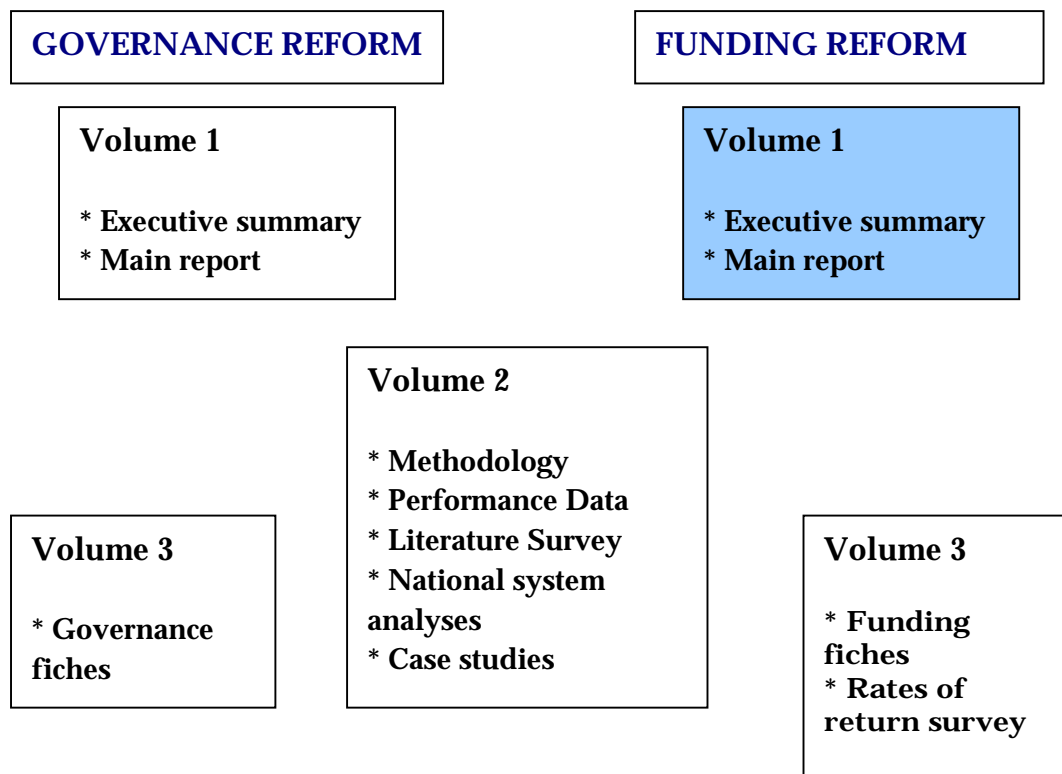 GOVERNANCE REFORM
FUNDING REFORM
Volume 1
* Executive summary
* Main report
Volume 1
* Executive summary
* Main report
Volume 2
* Methodology
* Performance Data
* Literature Survey
* National system
analyses
* Case studies
Volume 3
* Governance
fiches
Volume 3
* Funding
fiches
* Rates of
return survey